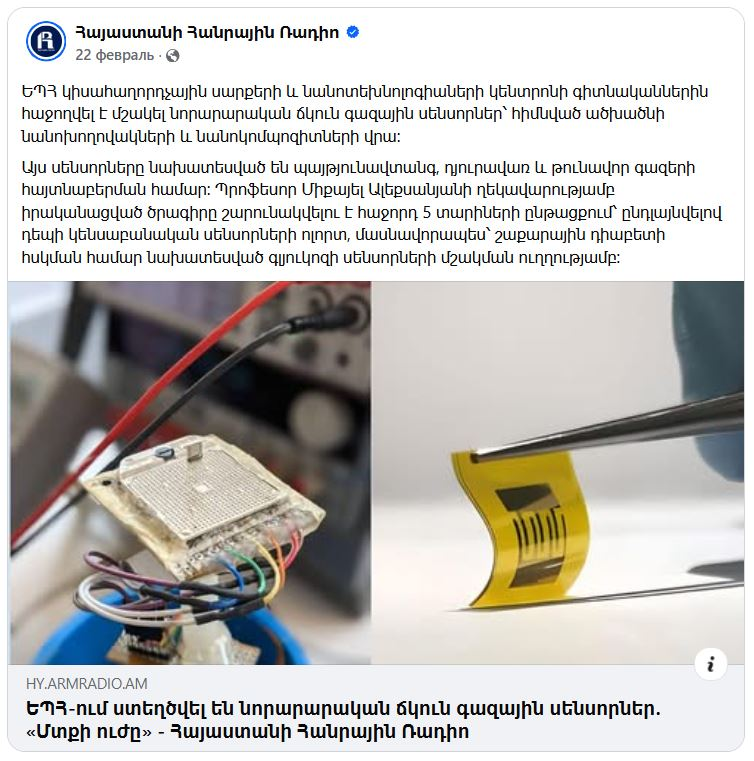 Հայաստանի Հանրային Ռադիո
22 февраль ·
ԵՊՀ կիսահաղորդչային սարքերի և նանոտեխնոլոգիաների կենտրոնի գիտնականներին
հաջողվել է մշակել նորարարական ճկուն գազային սենսորներ՝ հիմնված ածխածնի
նանոխողովակների և նանոկոմպոզիտների վրա:
Այս սենսորները նախատեսված են պայթյունավտանգ, դյուրավառ և թունավոր գազերի
հայտնաբերման համար: Պրոֆեսոր Միքայել Ալեքսանյանի ղեկավարությամբ
իրականացված ծրագիրը շարունակվելու է հաջորդ 5 տարիների ընթացքում՝ ընդլայնվելով
դեպի կենսաբանական սենսորների ոլորտ, մասնավորապես՝ շաքարային դիաբետի
հսկման համար նախատեսված գլյուկոզի սենսորների մշակման ուղղությամբ:
HY.ARMRADIO.AM
ԵՊՀ-ում ստեղծվել են նորարարական ճկուն գազային սենսորներ.
«Մտքի ուժը» - Հայաստանի Հանրային Ռադիո